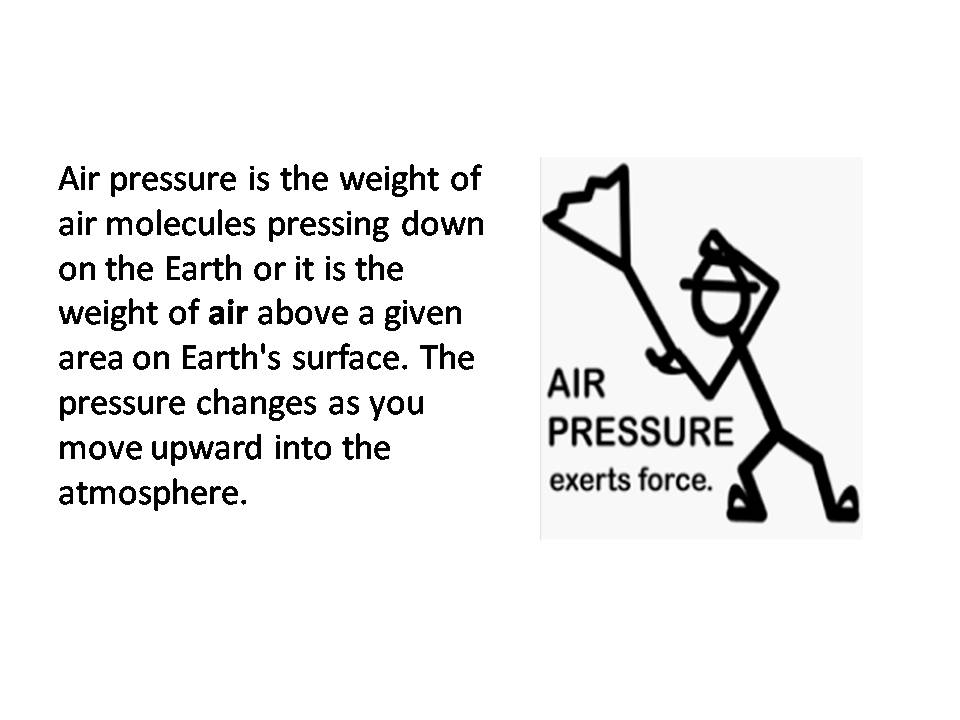 Air pressure is the weight of
air molecules pressing down
on the Earth or it is the
weight of air above a given
area on Earth's surface. The
pressure changes as you
move upward into the
atmosphere.
AIR
PRESSURE
exerts force.